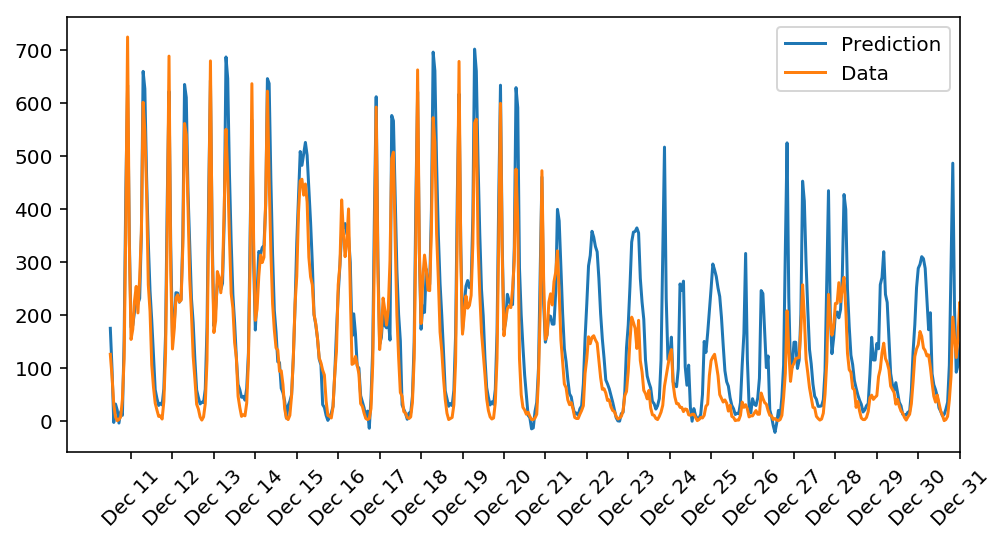 700
600
500
400
300
200
100
0
Prediction
Data
Dec 11
Dec 12
Dec 13
Dec 14
Dec 15
Dec 16
Dec 17
Dec 18
Dec 19
Dec 20
Dec 21
Dec 22
Dec 23
Dec 24
Dec 25
Dec 26
Dec 27
Dec 28
Dec 29
Dec 30
Dec 31